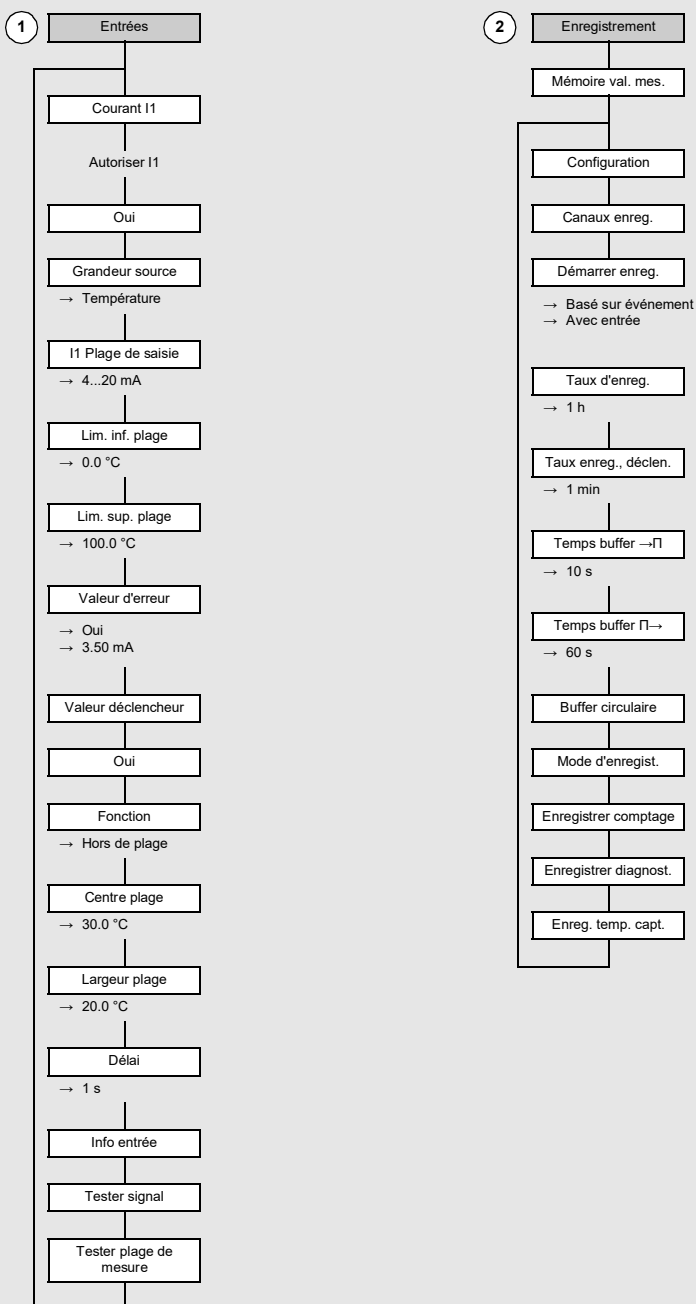 1
Entrées
Courant I1
Autoriser I1
Oui
Grandeur source
→ Température
I1 Plage de saisie
→ 4...20 mA
Lim. inf. plage
→ 0.0 °C
Lim. sup. plage
→ 100.0 °C
Valeur d'erreur
→ Oui
→ 3.50 mA
Valeur déclencheur
Oui
Fonction
→ Hors de plage
Centre plage
→ 30.0 °C
Largeur plage
→ 20.0 °C
Délai
→ 1 s
Info entrée
Tester signal
Tester plage de
mesure
2
Enregistrement
Mémoire val. mes.
Configuration
Canaux enreg.
Démarrer enreg.
→ Basé sur événement
→ Avec entrée
Taux d'enreg.
→ 1 h
Taux enreg., déclen.
→ 1 min
Temps buffer →Π
→ 10 s
Temps buffer Π→
→ 60 s
Buffer circulaire
Mode d'enregist.
Enregistrer comptage
Enregistrer diagnost.
Enreg. temp. capt.